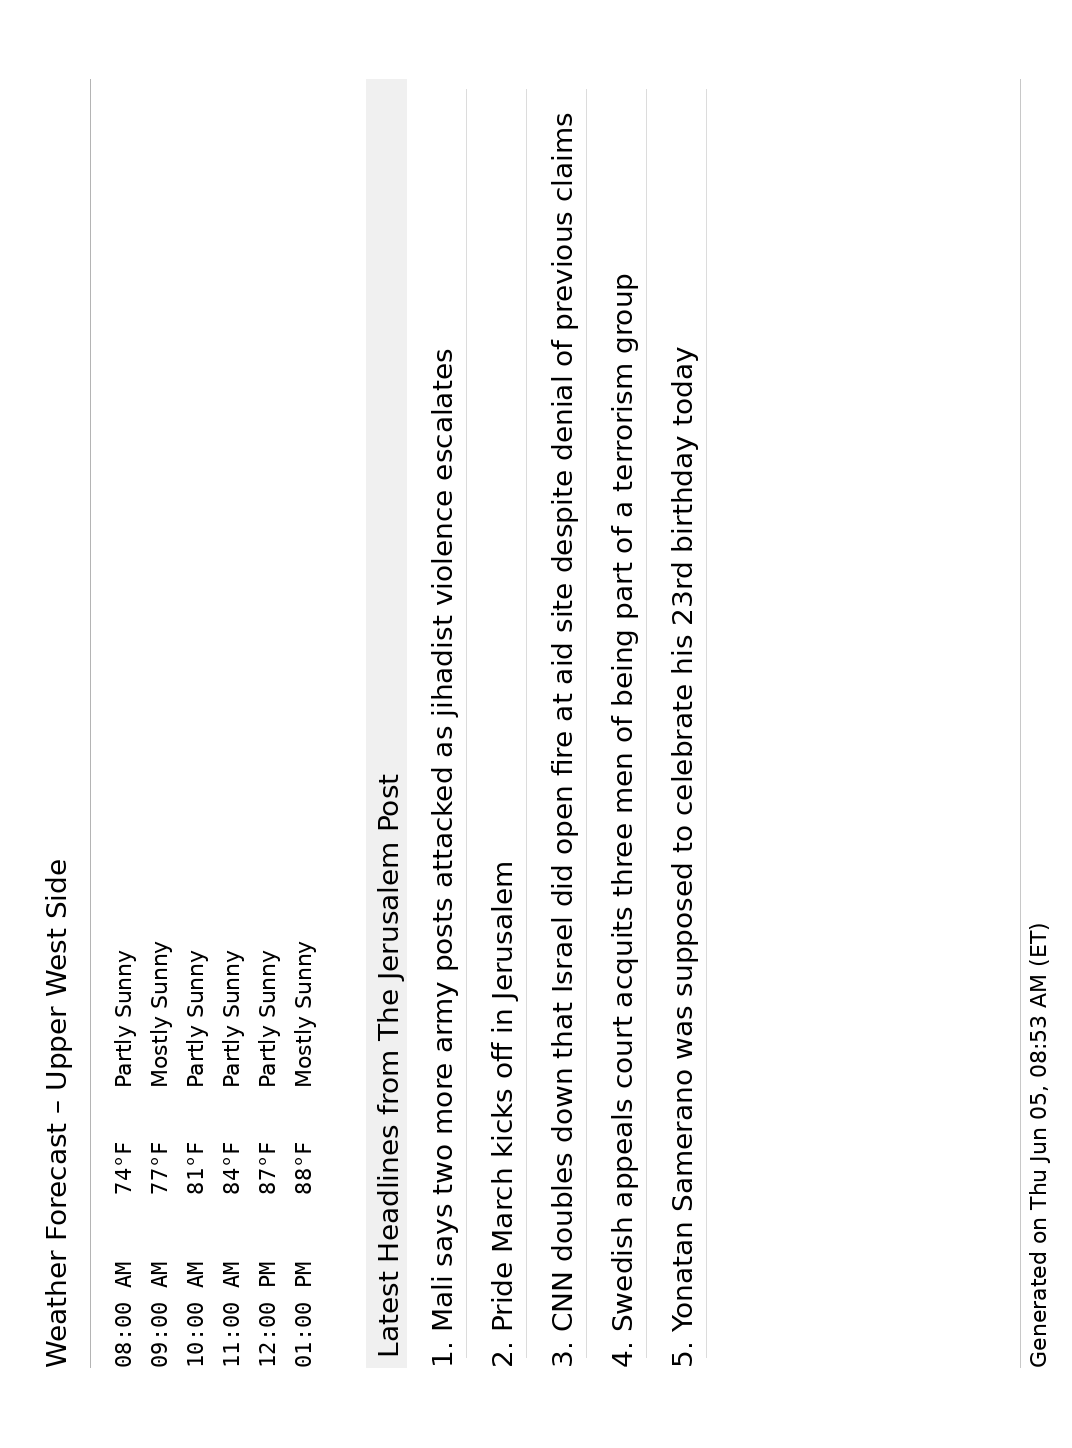 Weather Forecast – Upper West Side
08:00 AM 74°F Partly Sunny
09:00 AM 77°F Mostly Sunny
10:00 AM 81°F Partly Sunny
11:00 AM 84°F Partly Sunny
12:00 PM 87°F Partly Sunny
01:00 PM 88°F Mostly Sunny
Latest Headlines from The Jerusalem Post
1. Mali says two more army posts attacked as jihadist violence escalates
2. Pride March kicks off in Jerusalem
3. CNN doubles down that Israel did open fire at aid site despite denial of previous claims
4. Swedish appeals court acquits three men of being part of a terrorism group
5. Yonatan Samerano was supposed to celebrate his 23rd birthday today
Generated on Thu Jun 05, 08:53 AM (ET)